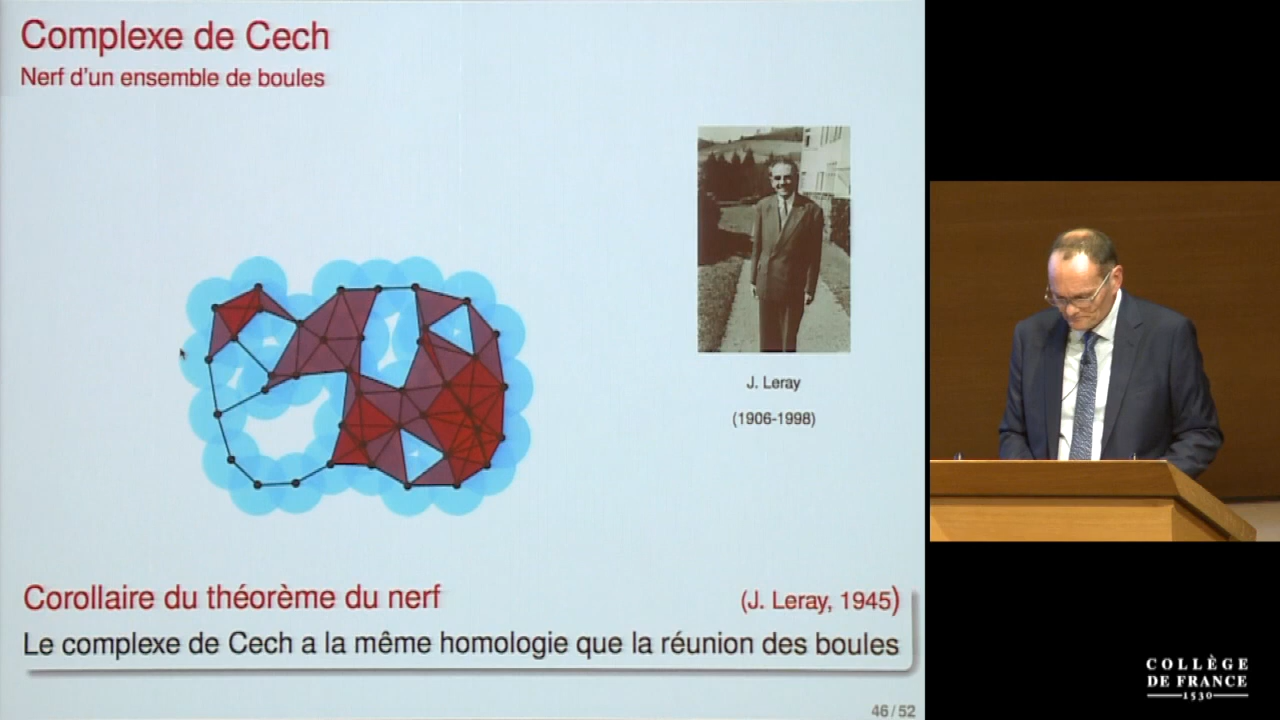 Complexe de Cech
Nerf d'un ensemble de boules
J. Leray
(1906-1998)
Corollaire du théorème du nerf
(J. Leray, 1945)
Le complexe de Cech a la même homologie que la réunion des boules
46/52
COLLÈGE
DE FRANCE
1530